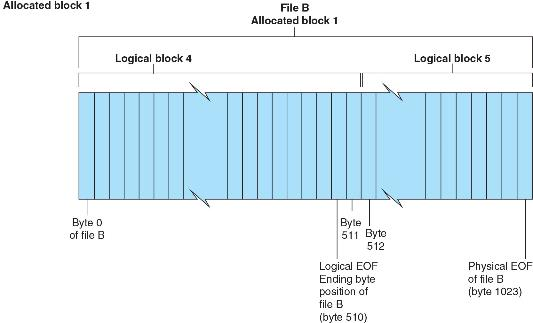 Allocated block 1
File B
Allocated block 1
Logical block 4
Logical block 5
Byte 0
of file B
Byte
511
Byte
512
Logical EOF
Ending byte
position of
file B
(byte 510)
Physical EOF
of file B
(byte 1023)